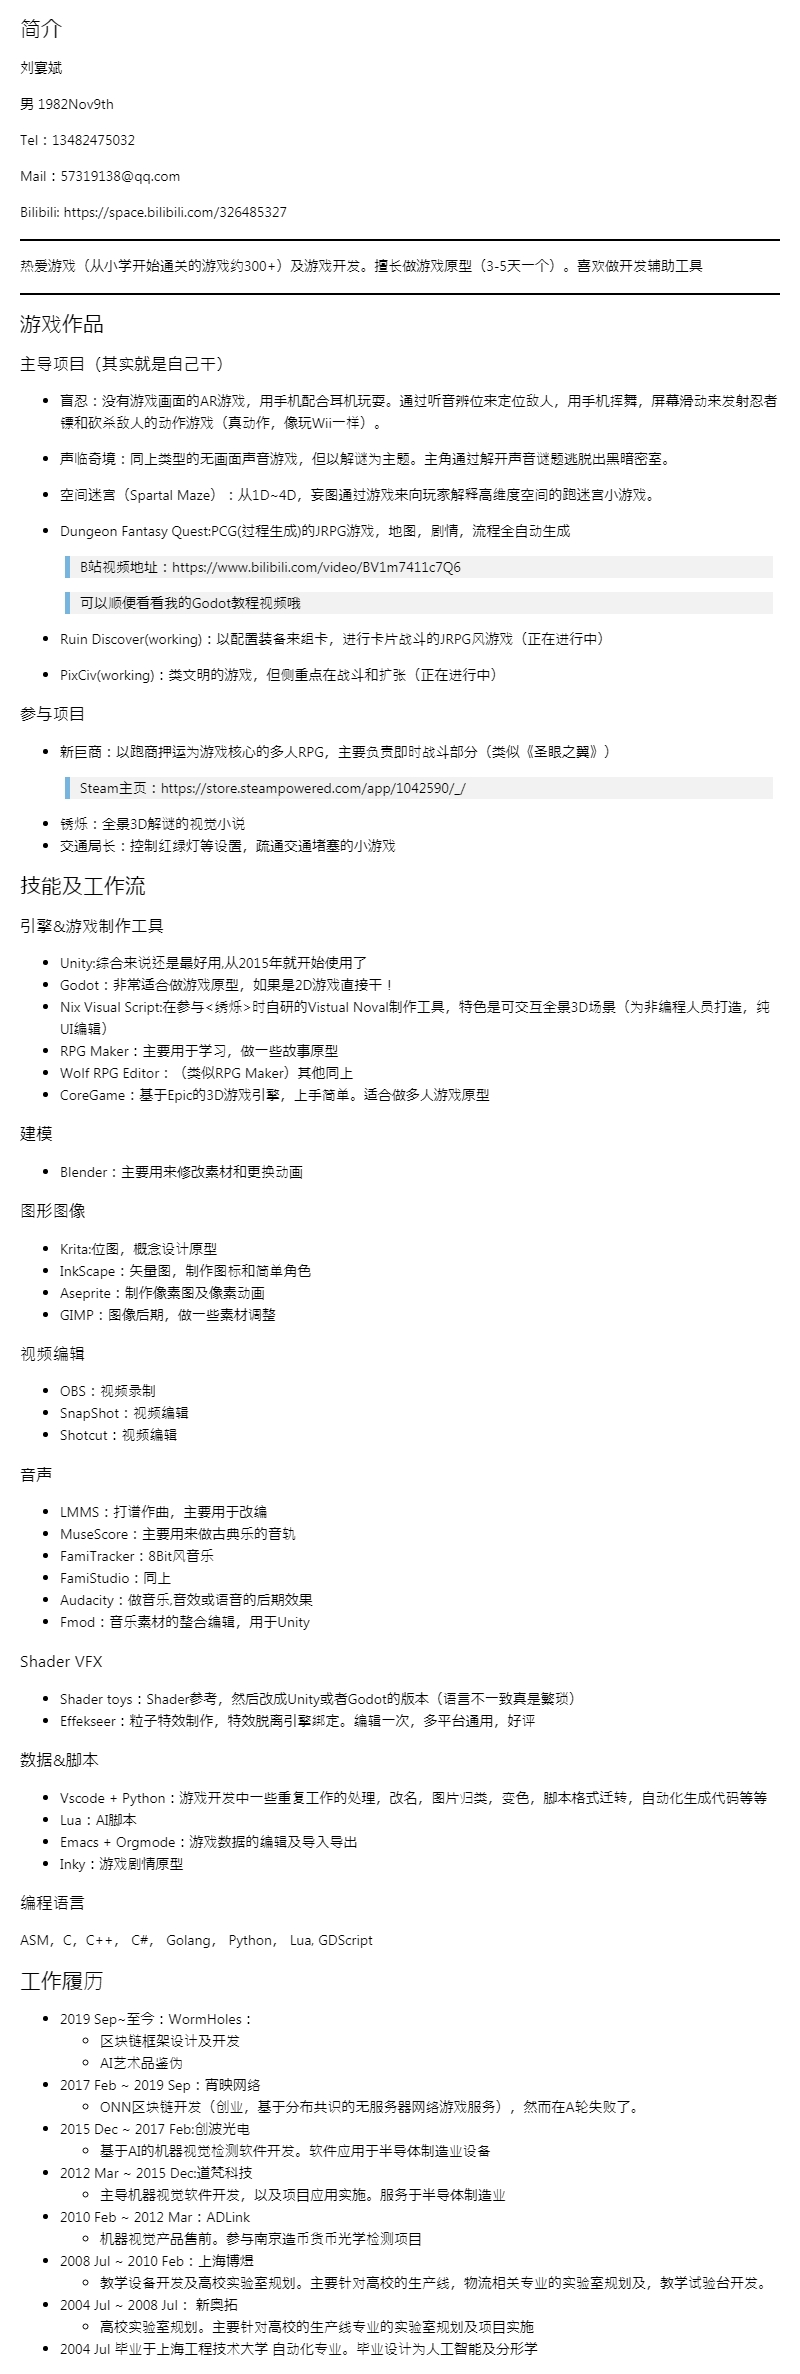 简介
刘宴斌
男 1982Nov9th
Tel：13482475032
Mail：57319138@qq.com
Bilibili: https://space.bilibili.com/326485327
热爱游戏（从小学开始通关的游戏约300+）及游戏开发。擅长做游戏原型（3-5天一个）。喜欢做开发辅助工具
游戏作品
主导项目（其实就是自己干）
盲忍：没有游戏画面的AR游戏，用手机配合耳机玩耍。通过听音辨位来定位敌人，用手机挥舞，屏幕滑动来发射忍者
镖和砍杀敌人的动作游戏（真动作，像玩Wii一样）。
声临奇境：同上类型的无画面声音游戏，但以解谜为主题。主角通过解开声音谜题逃脱出黑暗密室。
空间迷宫（Spartal Maze）：从1D~4D，妄图通过游戏来向玩家解释高维度空间的跑迷宫小游戏。
Dungeon Fantasy Quest:PCG(过程生成)的JRPG游戏，地图，剧情，流程全自动生成
B站视频地址：https://www.bilibili.com/video/BV1m7411c7Q6
可以顺便看看我的Godot教程视频哦
Ruin Discover(working)：以配置装备来组卡，进行卡片战斗的JRPG风游戏（正在进行中）
PixCiv(working)：类文明的游戏，但侧重点在战斗和扩张（正在进行中）
参与项目
新巨商：以跑商押运为游戏核心的多人RPG，主要负责即时战斗部分（类似《圣眼之翼》）
Steam主页：https://store.steampowered.com/app/1042590/_/
锈烁：全景3D解谜的视觉小说
交通局长：控制红绿灯等设置，疏通交通堵塞的小游戏
技能及工作流
引擎&游戏制作工具
Unity:综合来说还是最好用,从2015年就开始使用了
Godot：非常适合做游戏原型，如果是2D游戏直接干！
Nix Visual Script:在参与<绣烁>时自研的Vistual Noval制作工具，特色是可交互全景3D场景（为非编程人员打造，纯
UI编辑）
RPG Maker：主要用于学习，做一些故事原型
Wolf RPG Editor：（类似RPG Maker）其他同上
CoreGame：基于Epic的3D游戏引擎，上手简单。适合做多人游戏原型
建模
Blender：主要用来修改素材和更换动画
图形图像
Krita:位图，概念设计原型
InkScape：矢量图，制作图标和简单角色
Aseprite：制作像素图及像素动画
GIMP：图像后期，做一些素材调整
视频编辑
OBS：视频录制
SnapShot：视频编辑
Shotcut：视频编辑
音声
LMMS：打谱作曲，主要用于改编
MuseScore：主要用来做古典乐的音轨
FamiTracker：8Bit风音乐
FamiStudio：同上
Audacity：做音乐,音效或语音的后期效果
Fmod：音乐素材的整合编辑，用于Unity
Shader VFX
Shader toys：Shader参考，然后改成Unity或者Godot的版本（语言不一致真是繁琐）
Effekseer：粒子特效制作，特效脱离引擎绑定。编辑一次，多平台通用，好评
数据&脚本
Vscode + Python：游戏开发中一些重复工作的处理，改名，图片归类，变色，脚本格式迁转，自动化生成代码等等
Lua：AI脚本
Emacs + Orgmode：游戏数据的编辑及导入导出
Inky：游戏剧情原型
编程语言
ASM，C，C++， C#， Golang， Python， Lua, GDScript
工作履历
2019 Sep~至今：WormHoles：
区块链框架设计及开发
AI艺术品鉴伪
2017 Feb ~ 2019 Sep：宵映网络
ONN区块链开发（创业，基于分布共识的无服务器网络游戏服务），然而在A轮失败了。
2015 Dec ~ 2017 Feb:创波光电
基于AI的机器视觉检测软件开发。软件应用于半导体制造业设备
2012 Mar ~ 2015 Dec:道梵科技
主导机器视觉软件开发，以及项目应用实施。服务于半导体制造业
2010 Feb ~ 2012 Mar：ADLink
机器视觉产品售前。参与南京造币货币光学检测项目
2008 Jul ~ 2010 Feb：上海博煜
教学设备开发及高校实验室规划。主要针对高校的生产线，物流相关专业的实验室规划及，教学试验台开发。
2004 Jul ~ 2008 Jul： 新奥拓
高校实验室规划。主要针对高校的生产线专业的实验室规划及项目实施
2004 Jul 毕业于上海工程技术大学 自动化专业。毕业设计为人工智能及分形学